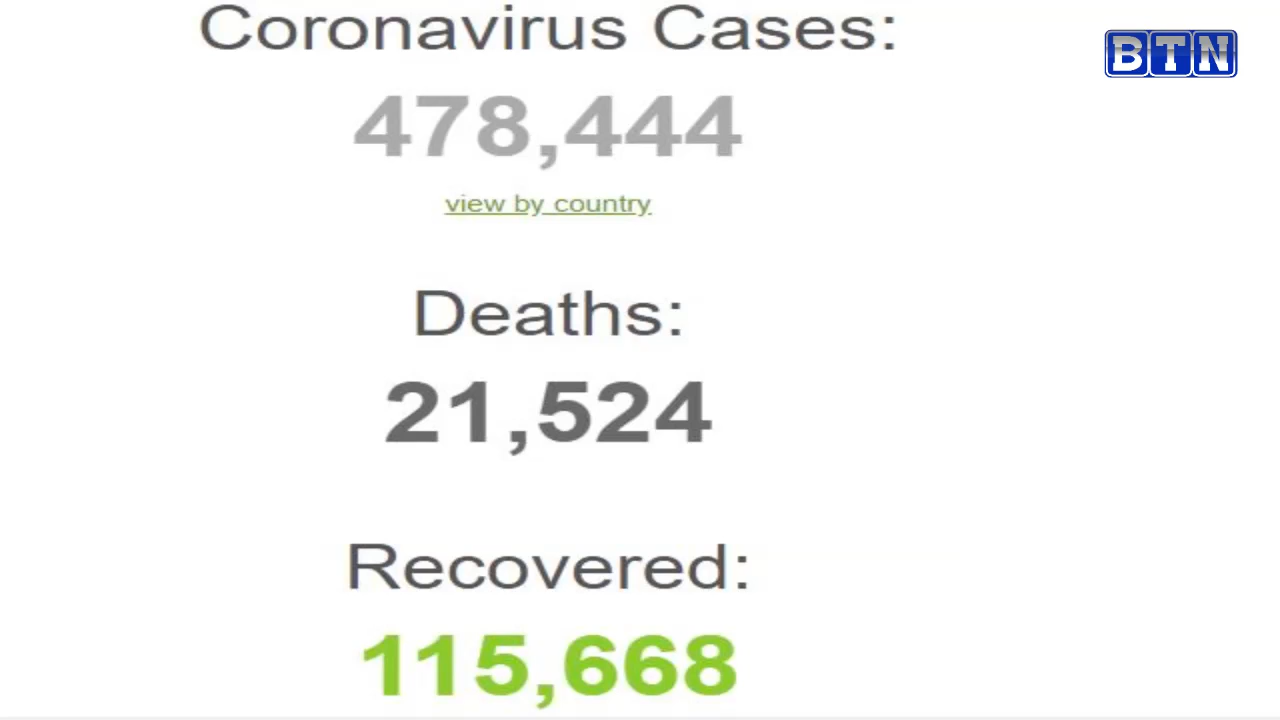 Coronavirus Cases:
BTN
478,444
view by country
Deaths:
21,524
Recovered:
115,668